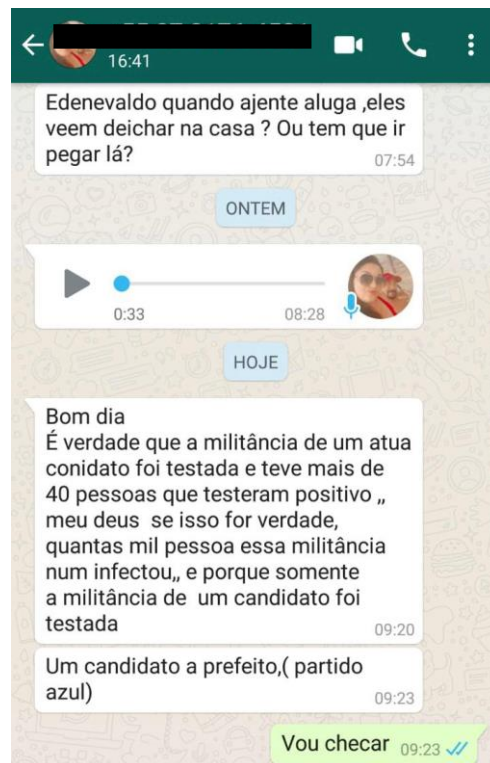 16:41
Edenevaldo quando ajente aluga ,eles
veem deichar na casa ? Ou tem que ir
pegar lá?
07:54
ONTEM
0:33
08:28
HOJE
Bom dia
É verdade que a militância de um atua
conidato foi testada e teve mais de
40 pessoas que testeram positivo ,,
meu deus  se isso for verdade,
quantas mil pessoa essa militância
num infectou,, e porque somente
a militância de  um candidato foi
testada
09:20
Um candidato a prefeito,( partido
azul)
09:23
Vou checar 09:23